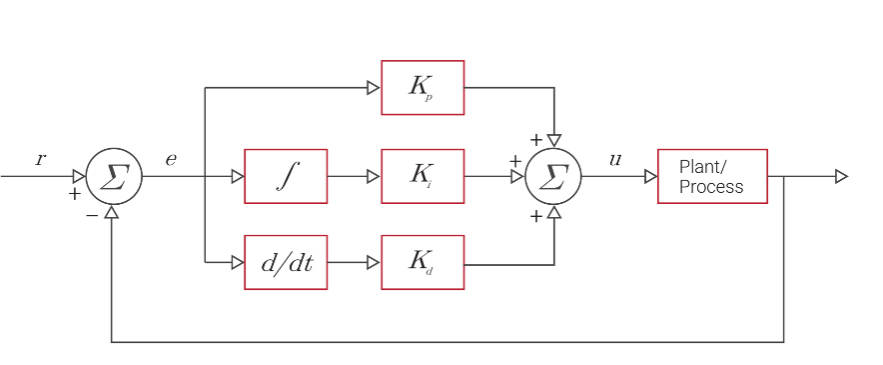 K_p
+
r
Σ
e
∫
K_i
+
Σ
u
Plant/
Process
+
−
+
d/dt
K_d